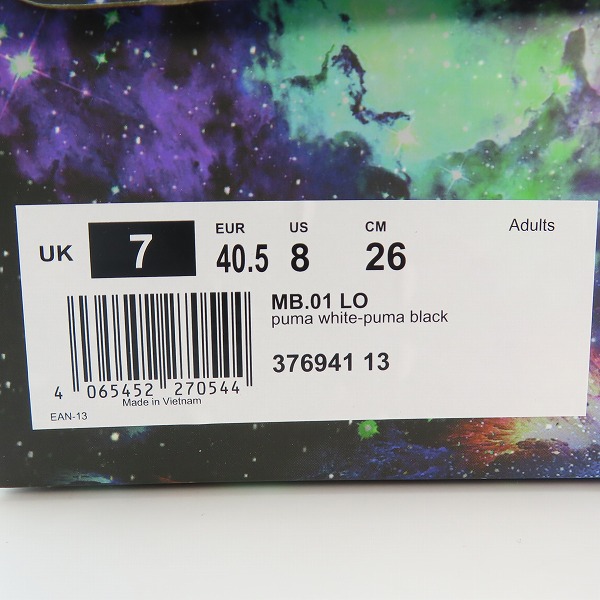 EUR US CM Adults
UK 7 40.5 8 26
MB.01 LO
puma white-puma black
376941 13
4 065452 270544
Made in Vietnam
EAN-13